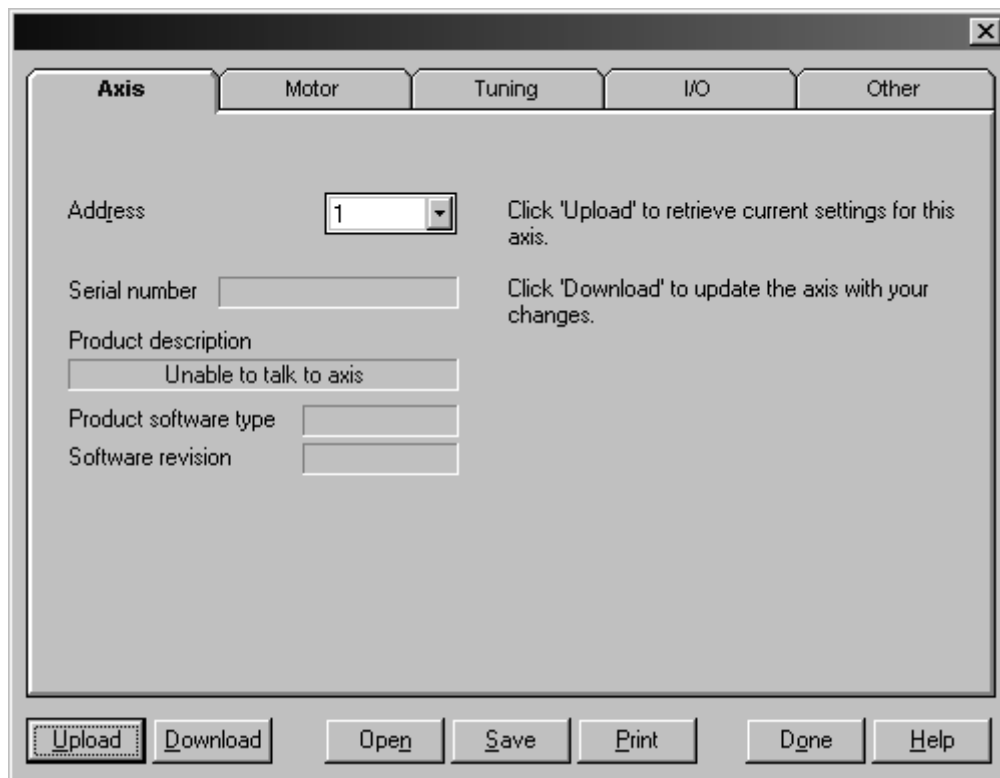 Axis
Motor
Tuning
I/O
Other
Address
1
Click 'Upload' to retrieve current settings for this
axis.
Serial number
Click 'Download' to update the axis with your
changes.
Product description
Unable to talk to axis
Product software type
Software revision
Upload
Download
Open
Save
Print
Done
Help